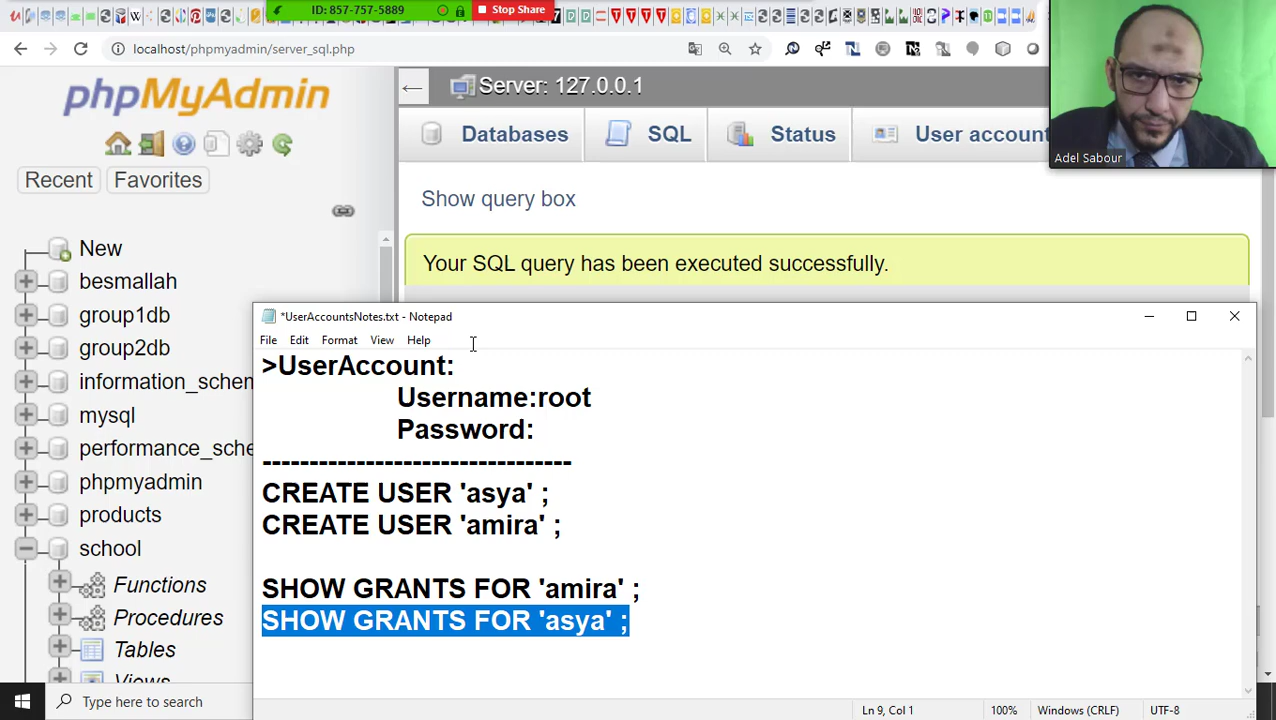 ID: 857-757-5889
Stop Share
localhost/phpmyadmin/server_sql.php
phpMyAdmin
Recent
Favorites
New
besmallah
group1db
group2db
information_schem
mysql
performance_sche
phpmyadmin
products
school
Functions
Procedures
Tables
Views
Server: 127.0.0.1
Databases
SQL
Status
User account
Adel Sabour
Show query box
Your SQL query has been executed successfully.
*UserAccountsNotes.txt - Notepad
File Edit Format View Help
>UserAccount:
Username:root
Password:
---------------------------------
CREATE USER 'asya' ;
CREATE USER 'amira' ;
SHOW GRANTS FOR 'amira' ;
SHOW GRANTS FOR 'asya' ;
Ln 9, Col 1
100%
Windows (CRLF)
UTF-8
Type here to search